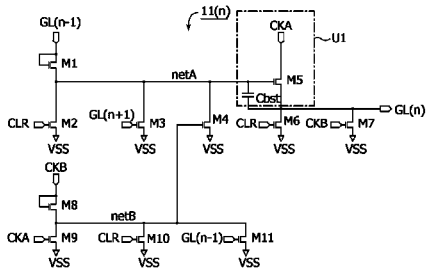 11(n)
GL(n-1)
CKA
U1
M1
netA
M5
Cbst
GL(n)
CLR M2
GL(n+1) M3
M4
CLR M6
CKB M7
VSS VSS VSS VSS VSS
CKB
M8
netB
CKA M9
CLR M10
GL(n-1) M11
VSS VSS VSS